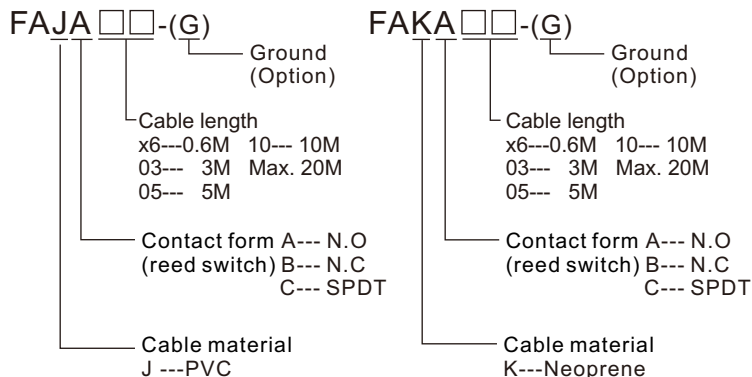 FAJA□□-(G)
Ground
(Option)
Cable length
x6---0.6M 10--- 10M
03--- 3M Max. 20M
05--- 5M
Contact form A--- N.O
(reed switch) B--- N.C
C--- SPDT
Cable material
J ---PVC
FAKA□□-(G)
Ground
(Option)
Cable length
x6---0.6M 10--- 10M
03--- 3M Max. 20M
05--- 5M
Contact form A--- N.O
(reed switch) B--- N.C
C--- SPDT
Cable material
K---Neoprene